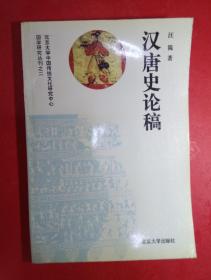 汉唐史论稿
汪篯 著
北京大学中国传统文化研究中心
国学研究丛刊之二
北京大学出版社